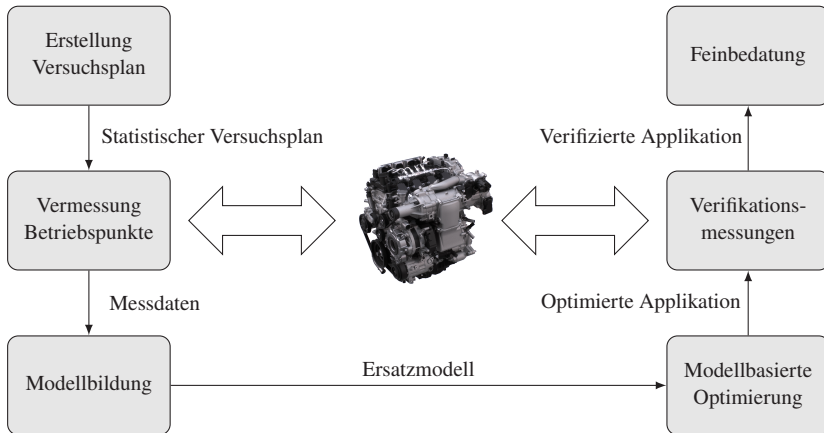 Erstellung
Versuchsplan
Feinbedatung
Statistischer Versuchsplan
Verifizierte Applikation
Vermessung
Betriebspunkte
Verifikations-
messungen
Messdaten
Optimierte Applikation
Modellbildung
Ersatzmodell
Modellbasierte
Optimierung